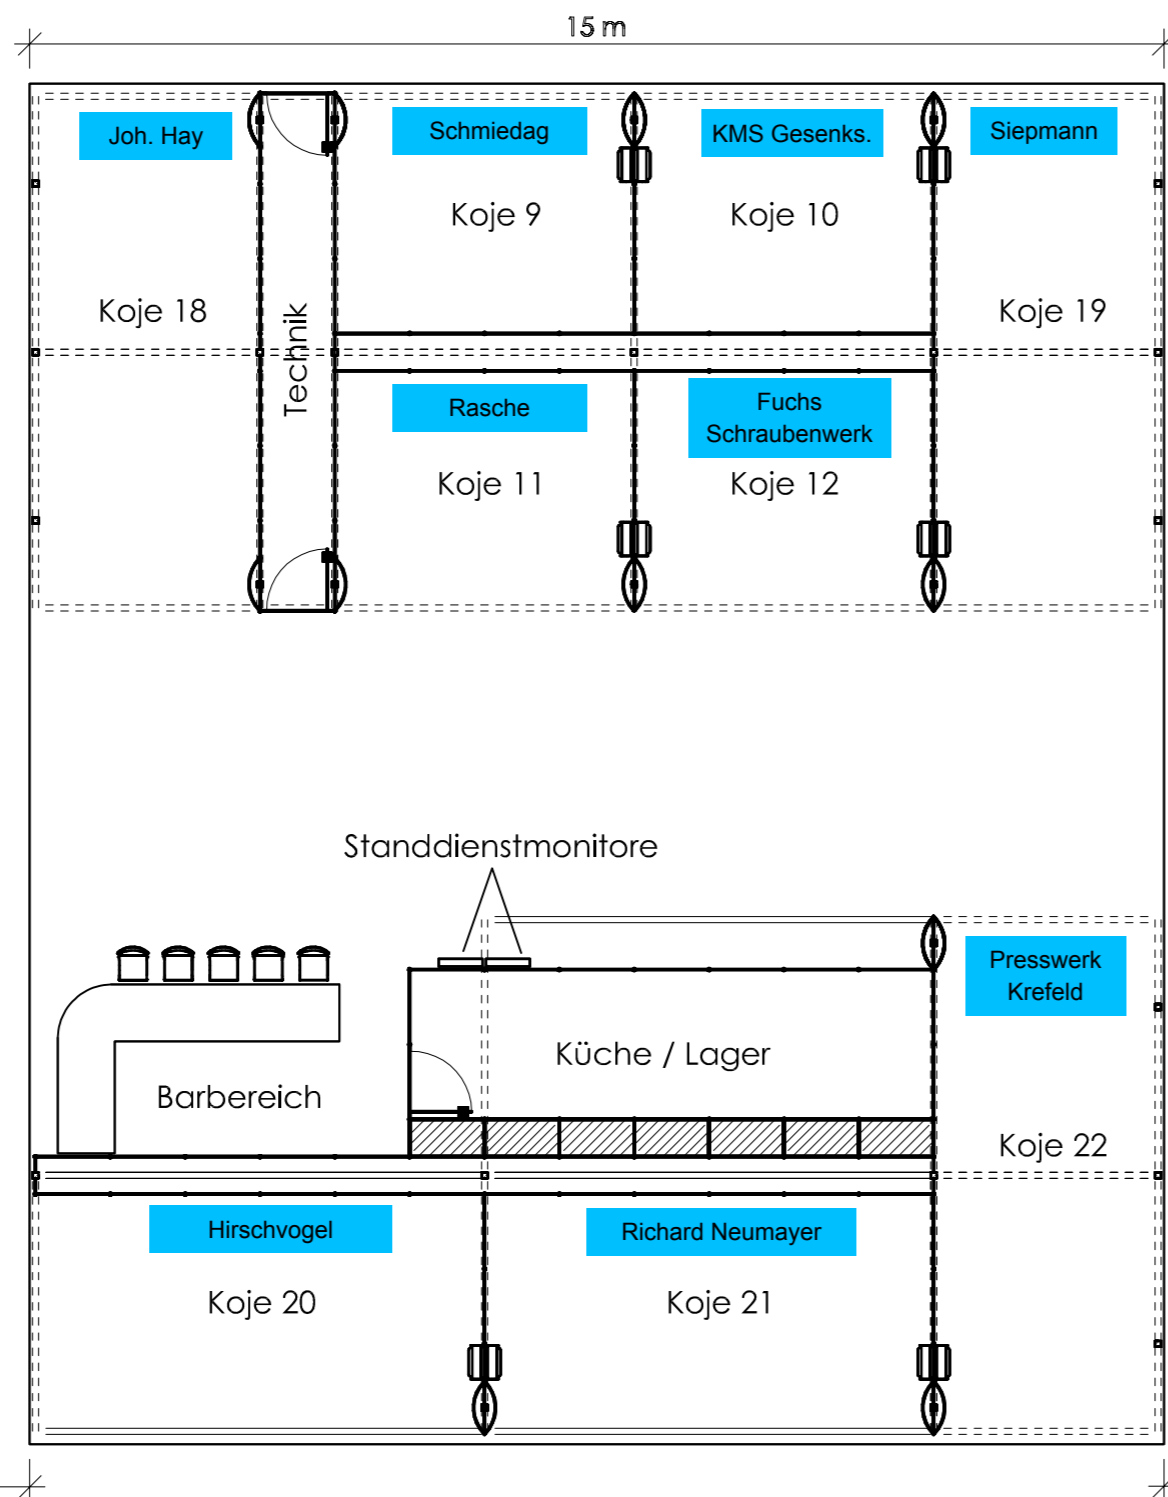 15 m
Joh. Hay
Schmiedag
KMS Gesenks.
Siepmann
Koje 9
Koje 10
Koje 18
Koje 19
Technik
Rasche
Fuchs
Schraubenwerk
Koje 11
Koje 12
Standdienstmonitore
Presswerk
Krefeld
Küche / Lager
Barbereich
Koje 22
Hirschvogel
Richard Neumayer
Koje 20
Koje 21